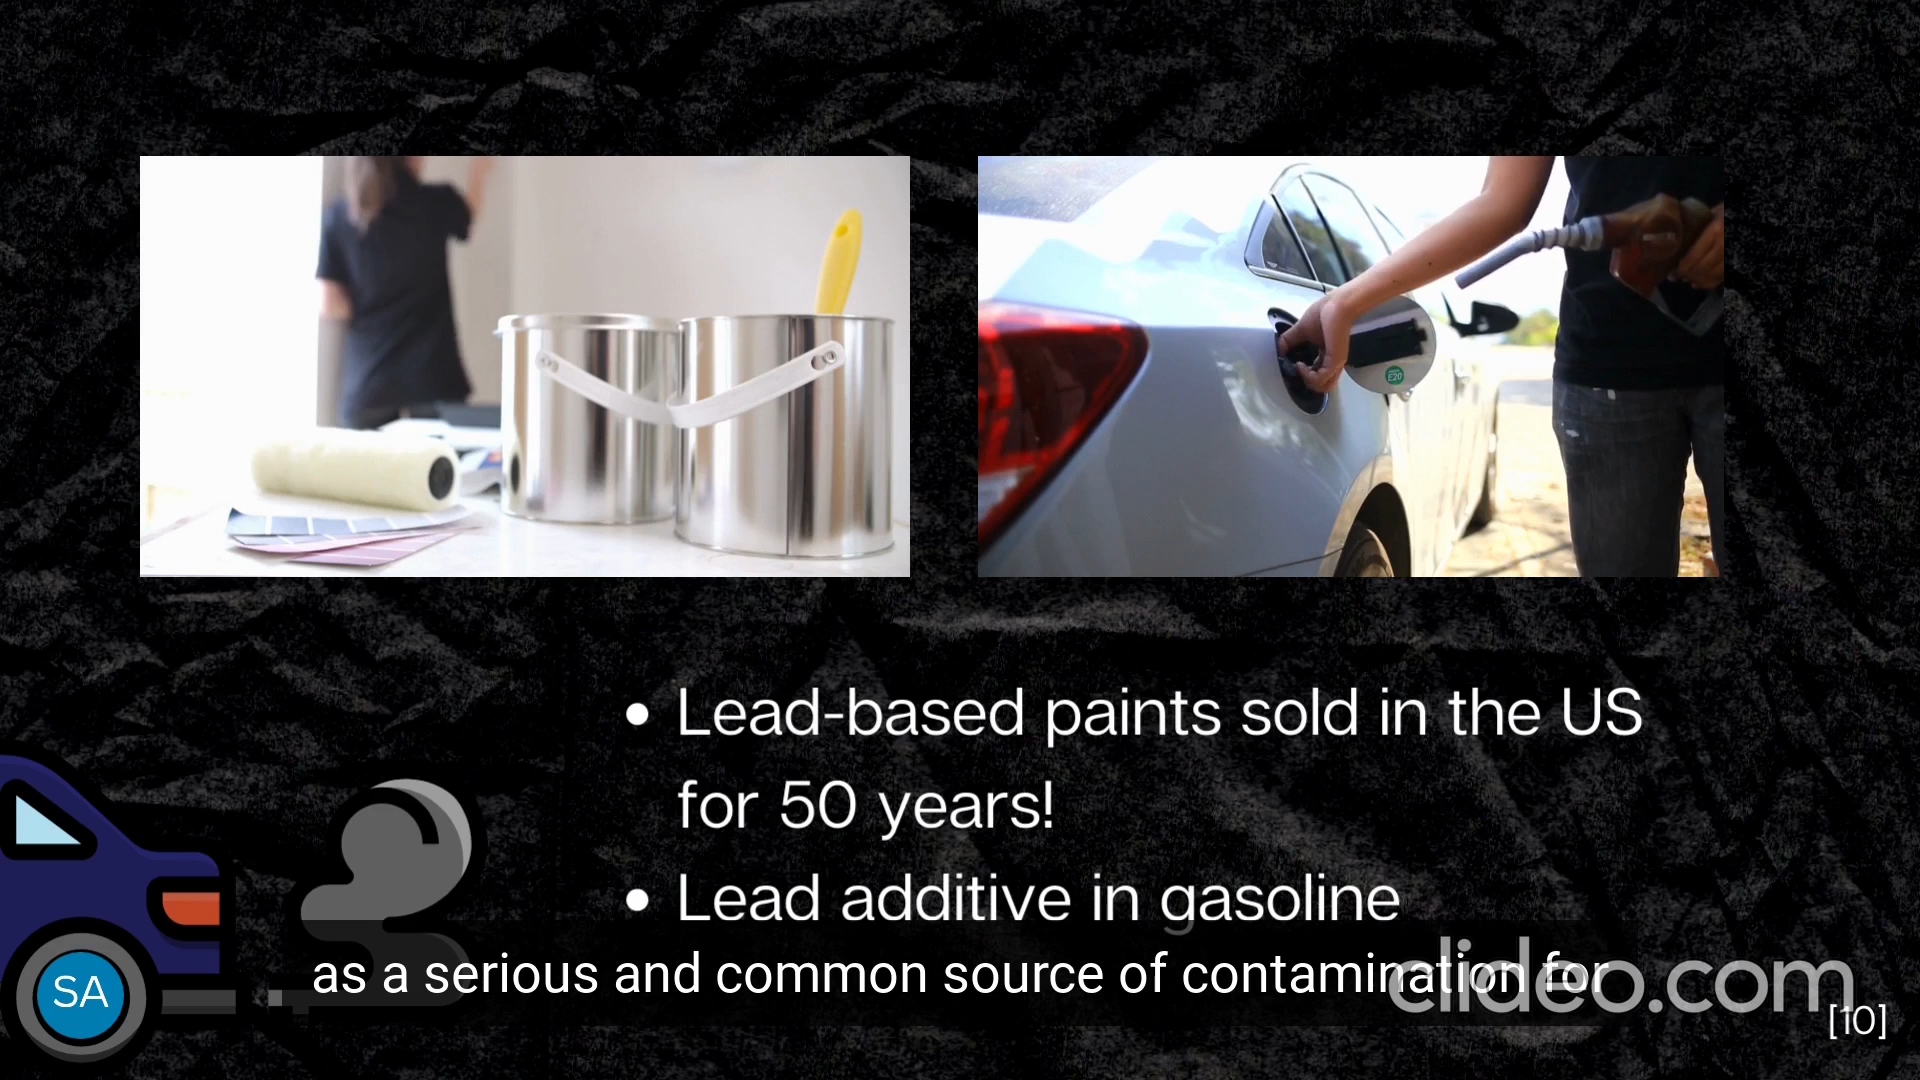 E20
• Lead-based paints sold in the US
for 50 years!
• Lead additive in gasoline
as a serious and common source of contamination for
clideo.com
SA
[10]